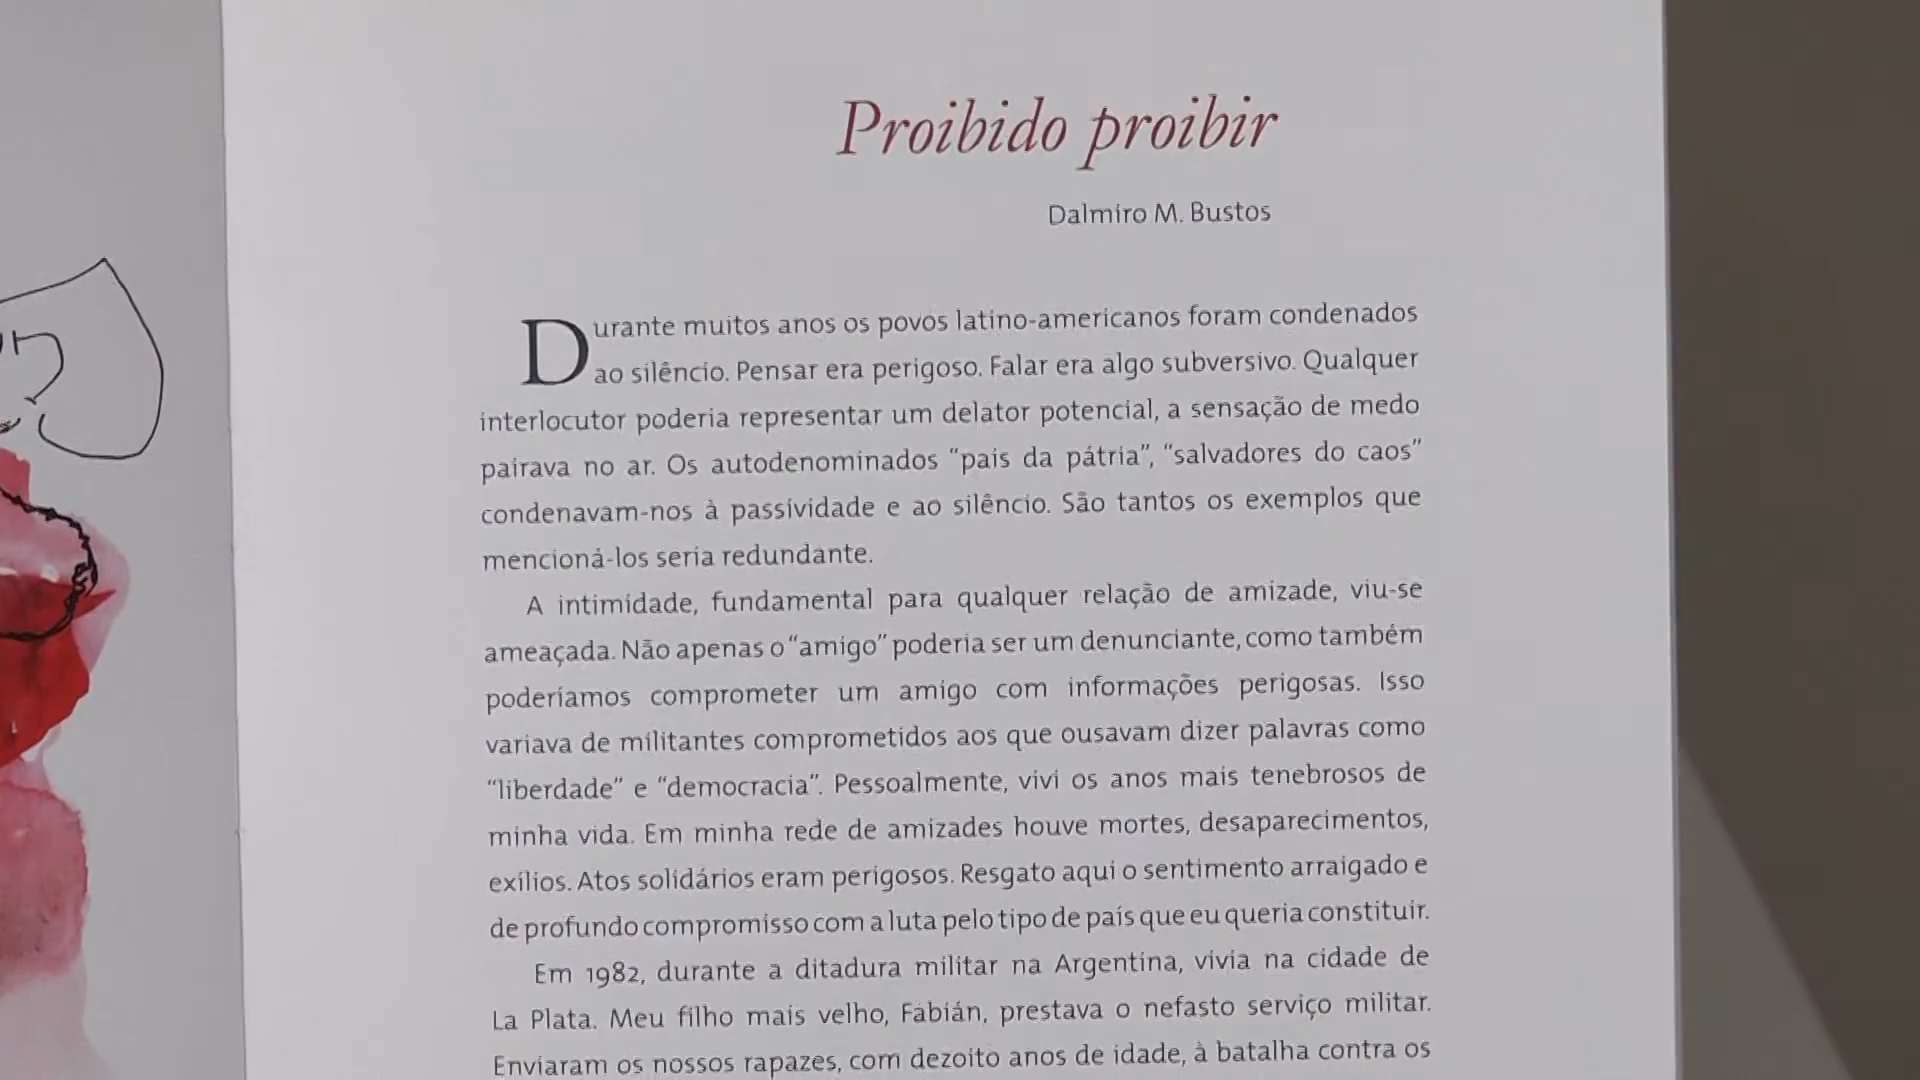 Proibido proibir
Dalmiro M. Bustos
Durante muitos anos os povos latino-americanos foram condenados
ao silêncio. Pensar era perigoso. Falar era algo subversivo. Qualquer
interlocutor poderia representar um delator potencial, a sensação de medo
pairava no ar. Os autodenominados “pais da pátria”, “salvadores do caos”
condenavam-nos à passividade e ao silêncio. São tantos os exemplos que
mencioná-los seria redundante.
A intimidade, fundamental para qualquer relação de amizade, viu-se
ameaçada. Não apenas o “amigo” poderia ser um denunciante, como também
poderíamos comprometer um amigo com informações perigosas. Isso
variava de militantes comprometidos aos que ousavam dizer palavras como
“liberdade” e “democracia”. Pessoalmente, vivi os anos mais tenebrosos de
minha vida. Em minha rede de amizades houve mortes, desaparecimentos,
exílios. Atos solidários eram perigosos. Resgato aqui o sentimento arraigado e
de profundo compromisso com a luta pelo tipo de país que eu queria constituir.
Em 1982, durante a ditadura militar na Argentina, vivia na cidade de
La Plata. Meu filho mais velho, Fabián, prestava o nefasto serviço militar.
Enviaram os nossos rapazes, com dezoito anos de idade, à batalha contra os